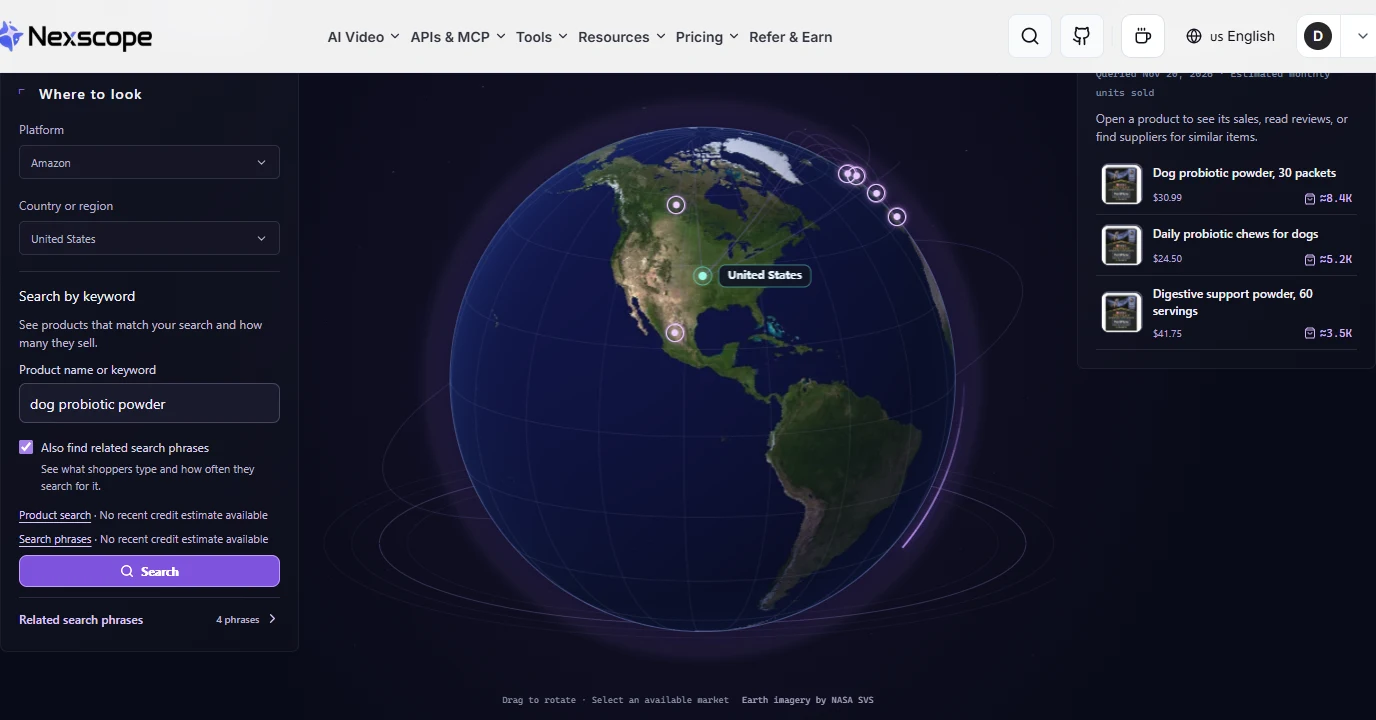 Nexscope
AI Video
APIs & MCP
Tools
Resources
Pricing
Refer & Earn
us English
D
Where to look
Platform
Amazon
Country or region
United States
Search by keyword
See products that match your search and how
many they sell.
Product name or keyword
dog probiotic powder
Also find related search phrases
See what shoppers type and how often they
search for it.
Product search · No recent credit estimate available
Search phrases · No recent credit estimate available
Search
Related search phrases
4 phrases
United States
Drag to rotate · Select an available market
Earth imagery by NASA SVS
Queried Nov 20, 2026 · Estimated monthly
units sold
Open a product to see its sales, read reviews, or
find suppliers for similar items.
Dog probiotic powder, 30 packets
$30.99
≈8.4K
Daily probiotic chews for dogs
$24.50
≈5.2K
Digestive support powder, 60
servings
$41.75
≈3.5K